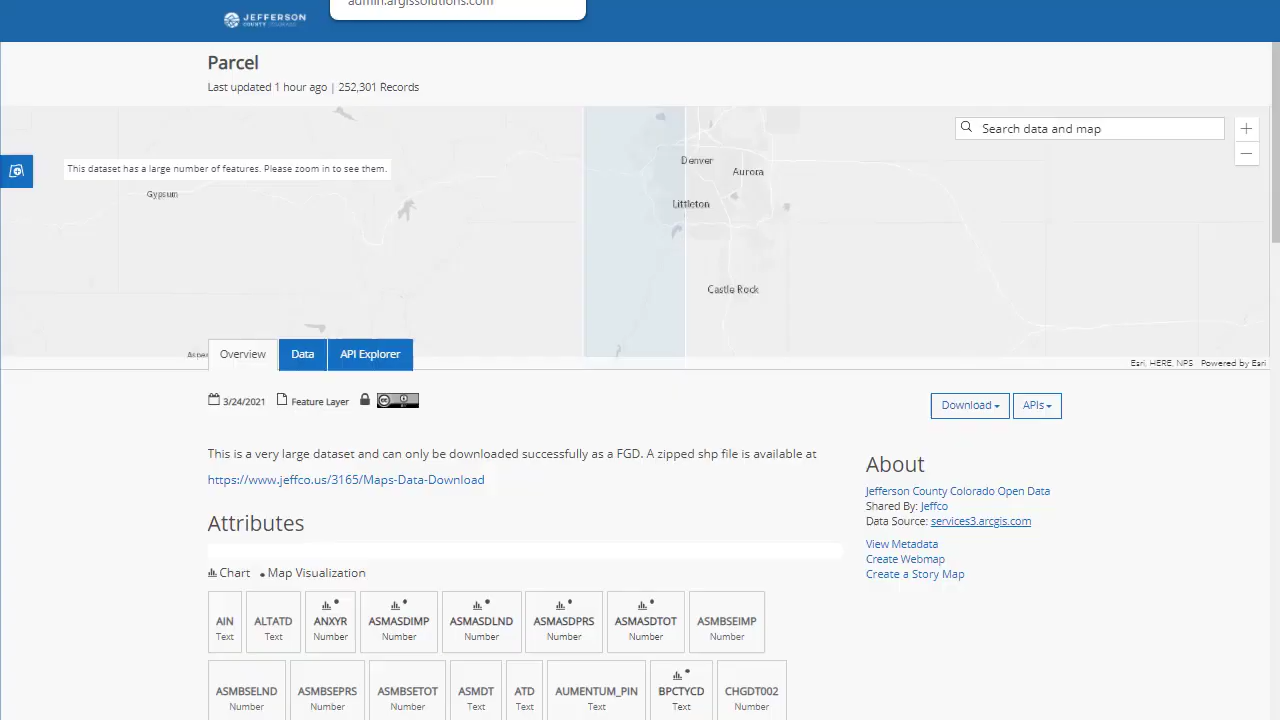 admin.argissolutions.com
JEFFERSON
COUNTY COLORADO
Parcel
Last updated 1 hour ago | 252,301 Records
Search data and map
Denver
Aurora
This dataset has a large number of features. Please zoom in to see them.
Gypsum
Littleton
Castle Rock
Aspen
Overview
Data
API Explorer
Esri, HERE, NPS
Powered by Esri
3/24/2021
Feature Layer
Download
APIs
This is a very large dataset and can only be downloaded successfully as a FGD. A zipped shp file is available at
https://www.jeffco.us/3165/Maps-Data-Download
About
Jefferson County Colorado Open Data
Shared By: Jeffco
Data Source: services3.arcgis.com
View Metadata
Create Webmap
Create a Story Map
Attributes
Chart
Map Visualization
AIN
Text
ALTATD
Text
ANXYR
Number
ASMASDIMP
Number
ASMASDLND
Number
ASMASDPRS
Number
ASMASDTOT
Number
ASMBSEIMP
Number
ASMBSELND
Number
ASMBSEPRS
Number
ASMBSETOT
Number
ASMDT
Text
ATD
Text
AUMENTUM_PIN
Text
BPCTYCD
Text
CHGDT002
Number